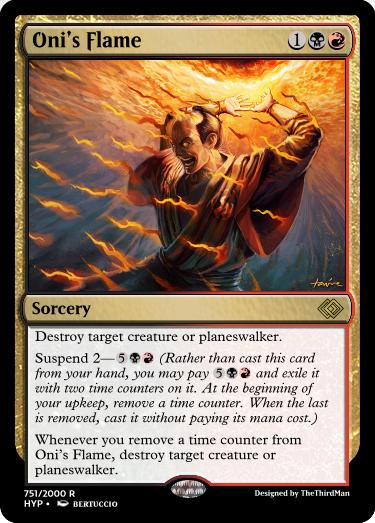 Oni's Flame 1
Sorcery
Destroy target creature or planeswalker.
Suspend 2— 5 (Rather than cast this card
from your hand, you may pay 5 and exile it
with two time counters on it. At the beginning of
your upkeep, remove a time counter. When the last
is removed, cast it without paying its mana cost.)
Whenever you remove a time counter from
Oni's Flame, destroy target creature or
planeswalker.
751/2000 R
HYP • BERTUCCIO
Designed by TheThirdMan